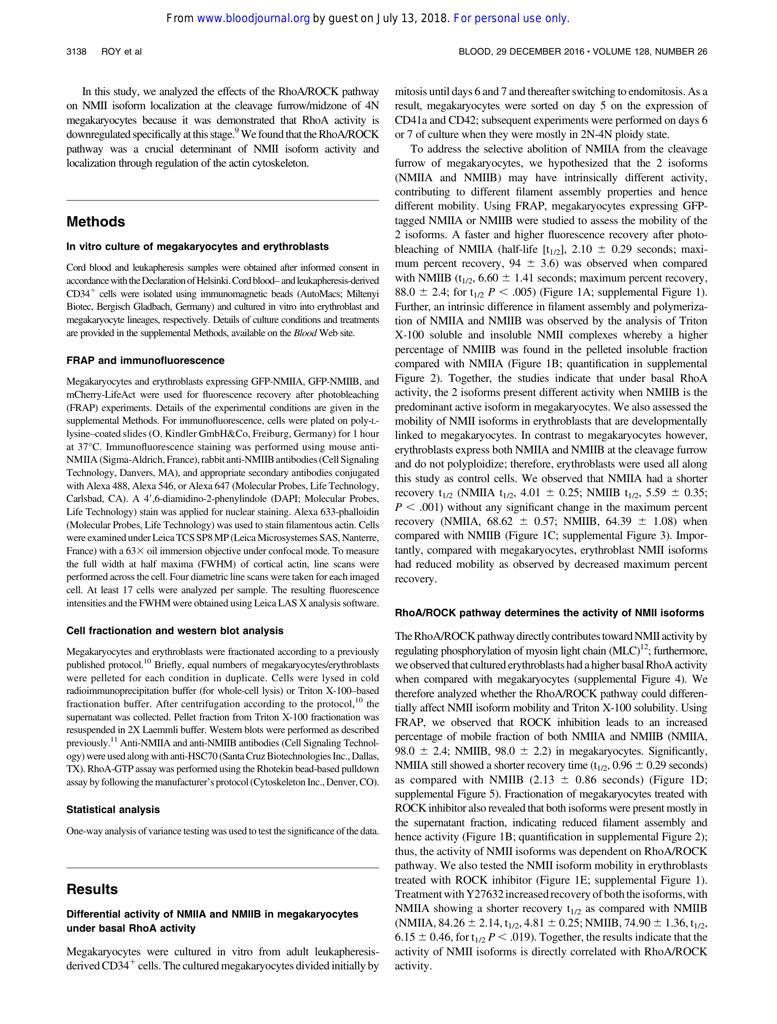 From www.bloodjournal.org by guest on July 13, 2018. For personal use only.
3138 ROY et al
BLOOD, 29 DECEMBER 2016 • VOLUME 128, NUMBER 26
In this study, we analyzed the effects of the RhoA/ROCK pathway
on NMII isoform localization at the cleavage furrow/midzone of 4N
megakaryocytes because it was demonstrated that RhoA activity is
downregulated specifically at this stage.9 We found that the RhoA/ROCK
pathway was a crucial determinant of NMII isoform activity and
localization through regulation of the actin cytoskeleton.
Methods
In vitro culture of megakaryocytes and erythroblasts
Cord blood and leukapheresis samples were obtained after informed consent in
accordance with the Declaration of Helsinki. Cord blood– and leukapheresis-derived
CD34+ cells were isolated using immunomagnetic beads (AutoMacs; Miltenyi
Biotec, Bergisch Gladbach, Germany) and cultured in vitro into erythroblast and
megakaryocyte lineages, respectively. Details of culture conditions and treatments
are provided in the supplemental Methods, available on the Blood Web site.
FRAP and immunofluorescence
Megakaryocytes and erythroblasts expressing GFP-NMIIA, GFP-NMIIB, and
mCherry-LifeAct were used for fluorescence recovery after photobleaching
(FRAP) experiments. Details of the experimental conditions are given in the
supplemental Methods. For immunofluorescence, cells were plated on poly-L-
lysine–coated slides (O. Kindler GmbH&Co, Freiburg, Germany) for 1 hour
at 37°C. Immunofluorescence staining was performed using mouse anti-
NMIIA (Sigma-Aldrich, France), rabbit anti-NMIIB antibodies (Cell Signaling
Technology, Danvers, MA), and appropriate secondary antibodies conjugated
with Alexa 488, Alexa 546, or Alexa 647 (Molecular Probes, Life Technology,
Carlsbad, CA). A 4′,6-diamidino-2-phenylindole (DAPI; Molecular Probes,
Life Technology) stain was applied for nuclear staining. Alexa 633-phalloidin
(Molecular Probes, Life Technology) was used to stain filamentous actin. Cells
were examined under Leica TCS SP8 MP (Leica Microsystemes SAS, Nanterre,
France) with a 63× oil immersion objective under confocal mode. To measure
the full width at half maxima (FWHM) of cortical actin, line scans were
performed across the cell. Four diametric line scans were taken for each imaged
cell. At least 17 cells were analyzed per sample. The resulting fluorescence
intensities and the FWHM were obtained using Leica LAS X analysis software.
Cell fractionation and western blot analysis
Megakaryocytes and erythroblasts were fractionated according to a previously
published protocol.10 Briefly, equal numbers of megakaryocytes/erythroblasts
were pelleted for each condition in duplicate. Cells were lysed in cold
radioimmunoprecipitation buffer (for whole-cell lysis) or Triton X-100–based
fractionation buffer. After centrifugation according to the protocol,10 the
supernatant was collected. Pellet fraction from Triton X-100 fractionation was
resuspended in 2X Laemmli buffer. Western blots were performed as described
previously.11 Anti-NMIIA and anti-NMIIB antibodies (Cell Signaling Technol-
ogy) were used along with anti-HSC70 (Santa Cruz Biotechnologies Inc., Dallas,
TX). RhoA-GTP assay was performed using the Rhotekin bead-based pulldown
assay by following the manufacturer's protocol (Cytoskeleton Inc., Denver, CO).
Statistical analysis
One-way analysis of variance testing was used to test the significance of the data.
Results
Differential activity of NMIIA and NMIIB in megakaryocytes
under basal RhoA activity
Megakaryocytes were cultured in vitro from adult leukapheresis-
derived CD34+ cells. The cultured megakaryocytes divided initially by
mitosis until days 6 and 7 and thereafter switching to endomitosis. As a
result, megakaryocytes were sorted on day 5 on the expression of
CD41a and CD42; subsequent experiments were performed on days 6
or 7 of culture when they were mostly in 2N-4N ploidy state.
To address the selective abolition of NMIIA from the cleavage
furrow of megakaryocytes, we hypothesized that the 2 isoforms
(NMIIA and NMIIB) may have intrinsically different activity,
contributing to different filament assembly properties and hence
different mobility. Using FRAP, megakaryocytes expressing GFP-
tagged NMIIA or NMIIB were studied to assess the mobility of the
2 isoforms. A faster and higher fluorescence recovery after photo-
bleaching of NMIIA (half-life [t1/2], 2.10 ± 0.29 seconds; maxi-
mum percent recovery, 94 ± 3.6) was observed when compared
with NMIIB (t1/2, 6.60 ± 1.41 seconds; maximum percent recovery,
88.0 ± 2.4; for t1/2 P < .005) (Figure 1A; supplemental Figure 1).
Further, an intrinsic difference in filament assembly and polymeriza-
tion of NMIIA and NMIIB was observed by the analysis of Triton
X-100 soluble and insoluble NMII complexes whereby a higher
percentage of NMIIB was found in the pelleted insoluble fraction
compared with NMIIA (Figure 1B; quantification in supplemental
Figure 2). Together, the studies indicate that under basal RhoA
activity, the 2 isoforms present different activity when NMIIB is the
predominant active isoform in megakaryocytes. We also assessed the
mobility of NMII isoforms in erythroblasts that are developmentally
linked to megakaryocytes. In contrast to megakaryocytes however,
erythroblasts express both NMIIA and NMIIB at the cleavage furrow
and do not polyploidize; therefore, erythroblasts were used all along
this study as control cells. We observed that NMIIA had a shorter
recovery t1/2 (NMIIA t1/2, 4.01 ± 0.25; NMIIB t1/2, 5.59 ± 0.35;
P < .001) without any significant change in the maximum percent
recovery (NMIIA, 68.62 ± 0.57; NMIIB, 64.39 ± 1.08) when
compared with NMIIB (Figure 1C; supplemental Figure 3). Impor-
tantly, compared with megakaryocytes, erythroblast NMII isoforms
had reduced mobility as observed by decreased maximum percent
recovery.
RhoA/ROCK pathway determines the activity of NMII isoforms
The RhoA/ROCK pathway directly contributes toward NMII activity by
regulating phosphorylation of myosin light chain (MLC)12; furthermore,
we observed that cultured erythroblasts had a higher basal RhoA activity
when compared with megakaryocytes (supplemental Figure 4). We
therefore analyzed whether the RhoA/ROCK pathway could differen-
tially affect NMII isoform mobility and Triton X-100 solubility. Using
FRAP, we observed that ROCK inhibition leads to an increased
percentage of mobile fraction of both NMIIA and NMIIB (NMIIA,
98.0 ± 2.4; NMIIB, 98.0 ± 2.2) in megakaryocytes. Significantly,
NMIIA still showed a shorter recovery time (t1/2, 0.96 ± 0.29 seconds)
as compared with NMIIB (2.13 ± 0.86 seconds) (Figure 1D;
supplemental Figure 5). Fractionation of megakaryocytes treated with
ROCK inhibitor also revealed that both isoforms were present mostly in
the supernatant fraction, indicating reduced filament assembly and
hence activity (Figure 1B; quantification in supplemental Figure 2);
thus, the activity of NMII isoforms was dependent on RhoA/ROCK
pathway. We also tested the NMII isoform mobility in erythroblasts
treated with ROCK inhibitor (Figure 1E; supplemental Figure 1).
Treatment with Y27632 increased recovery of both the isoforms, with
NMIIA showing a shorter recovery t1/2 as compared with NMIIB
(NMIIA, 84.26 ± 2.14, t1/2, 4.81 ± 0.25; NMIIB, 74.90 ± 1.36, t1/2,
6.15 ± 0.46, for t1/2 P < .019). Together, the results indicate that the
activity of NMII isoforms is directly correlated with RhoA/ROCK
activity.